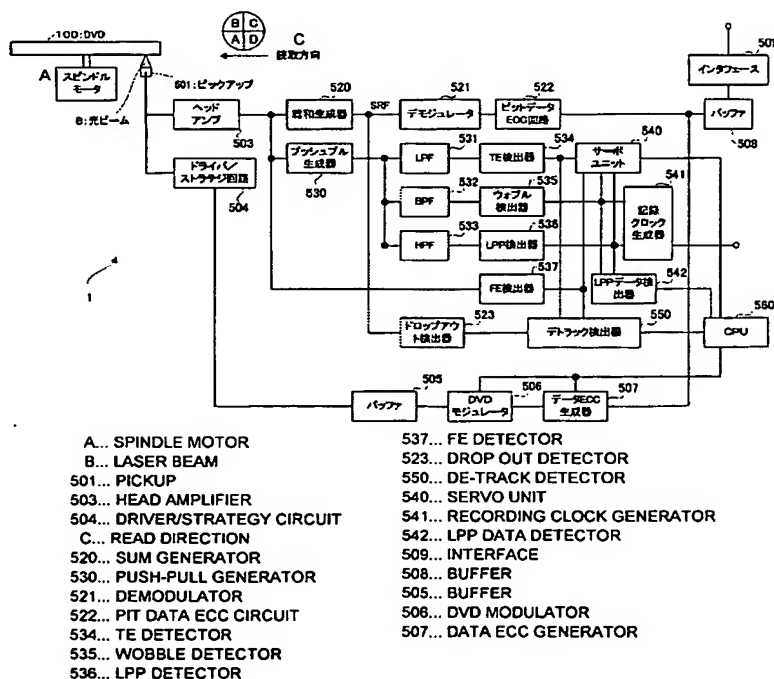 100:DVD
B C
A D
C
読取方向
A
スピンドル
モータ
501:ピックアップ
B:光ビーム
ヘッド
アンプ
503
総和生成器
520
SRF
デモジュレータ
521
ピットデータ
ECC回路
522
インタフェース
509
バッファ
508
ドライバ/
ストラテジ回路
504
プッシュプル
生成器
530
LPF
531
TE検出器
534
サーボ
ユニット
540
BPF
532
ウォブル
検出器
535
541
記録
クロック
生成器
HPF
533
LPP検出器
536
537
FE検出器
LPPデータ検
出器
542
1
ドロップアウ
ト検出器
523
デトラック検出器
550
CPU
560
バッファ
505
DVD
モジュレータ
506
データECC
生成器
507
A... SPINDLE MOTOR
B... LASER BEAM
501... PICKUP
503... HEAD AMPLIFIER
504... DRIVER/STRATEGY CIRCUIT
C... READ DIRECTION
520... SUM GENERATOR
530... PUSH-PULL GENERATOR
521... DEMODULATOR
522... PIT DATA ECC CIRCUIT
534... TE DETECTOR
535... WOBBLE DETECTOR
536... LPP DETECTOR
537... FE DETECTOR
523... DROP OUT DETECTOR
550... DE-TRACK DETECTOR
540... SERVO UNIT
541... RECORDING CLOCK GENERATOR
542... LPP DATA DETECTOR
509... INTERFACE
508... BUFFER
505... BUFFER
506... DVD MODULATOR
507... DATA ECC GENERATOR